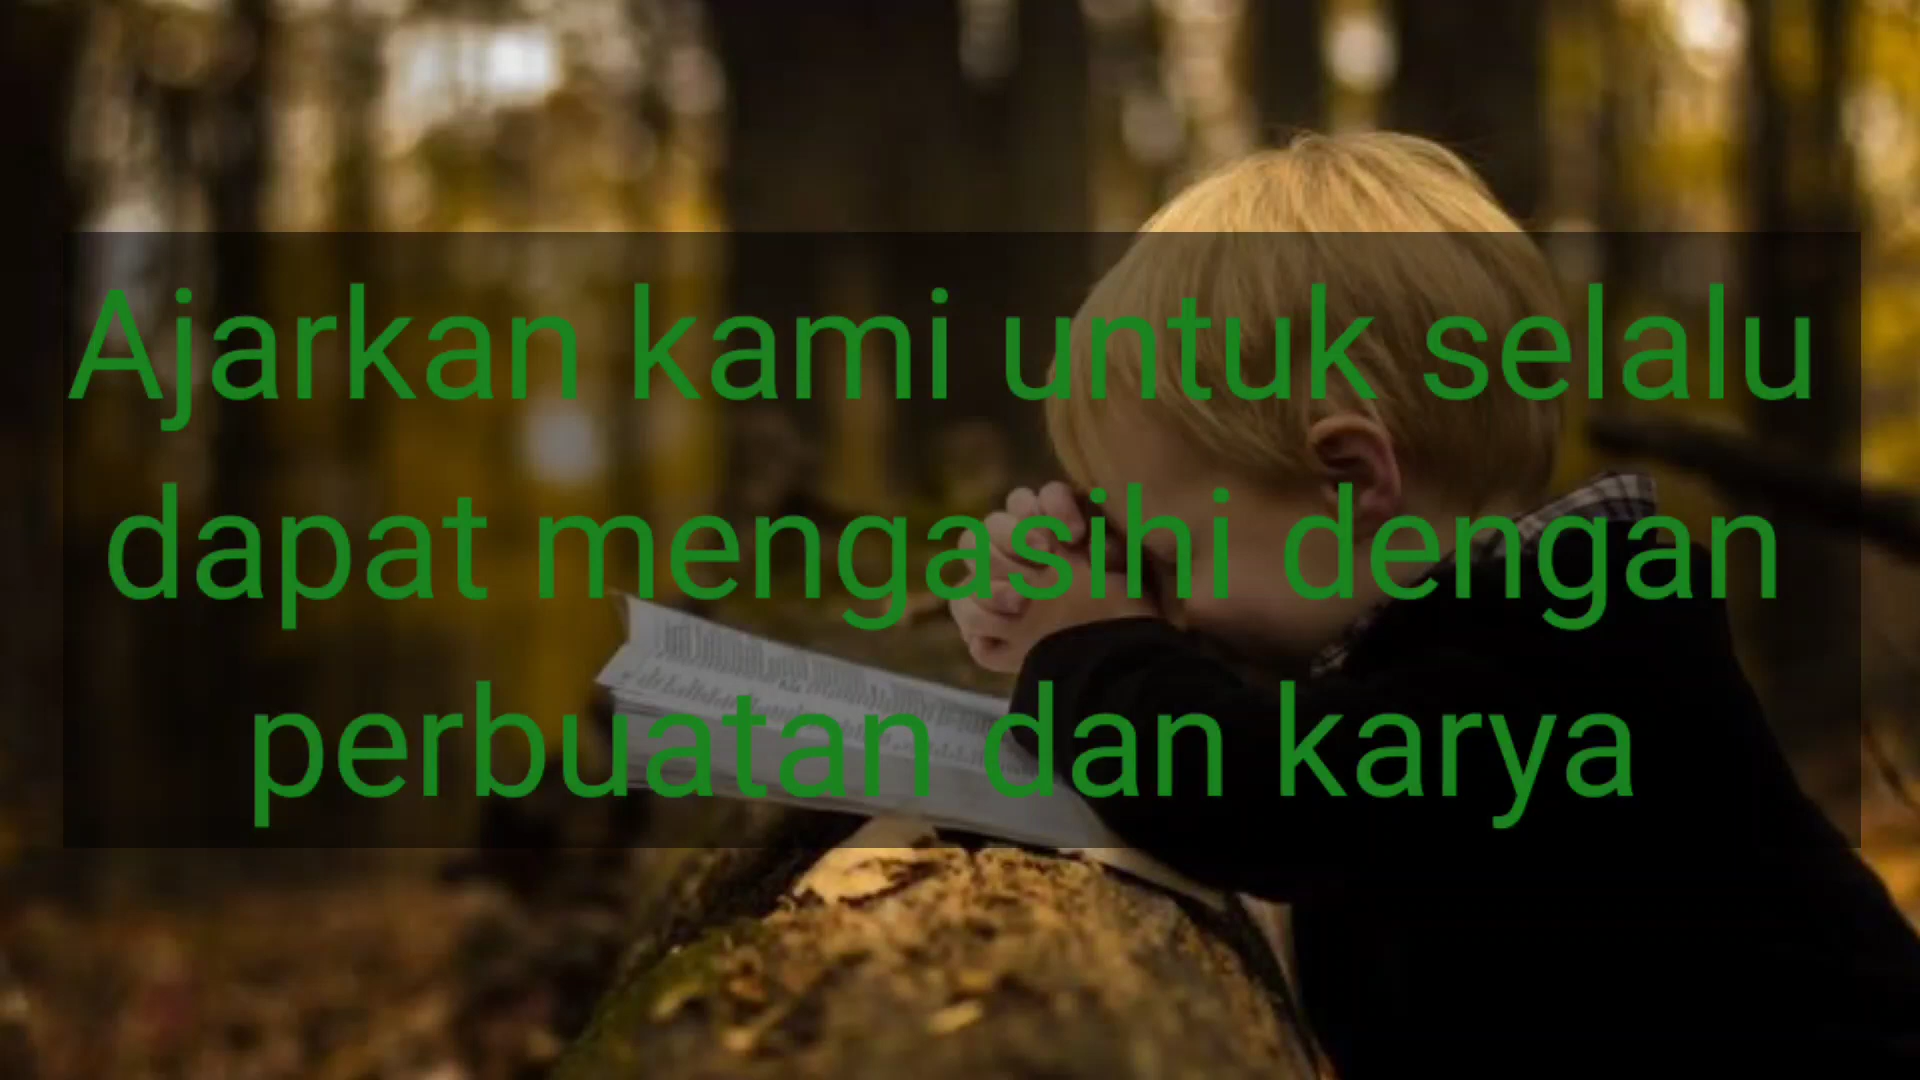 Ajarkan kami untuk selalu
dapat mengasihi dengan
perbuatan dan karya